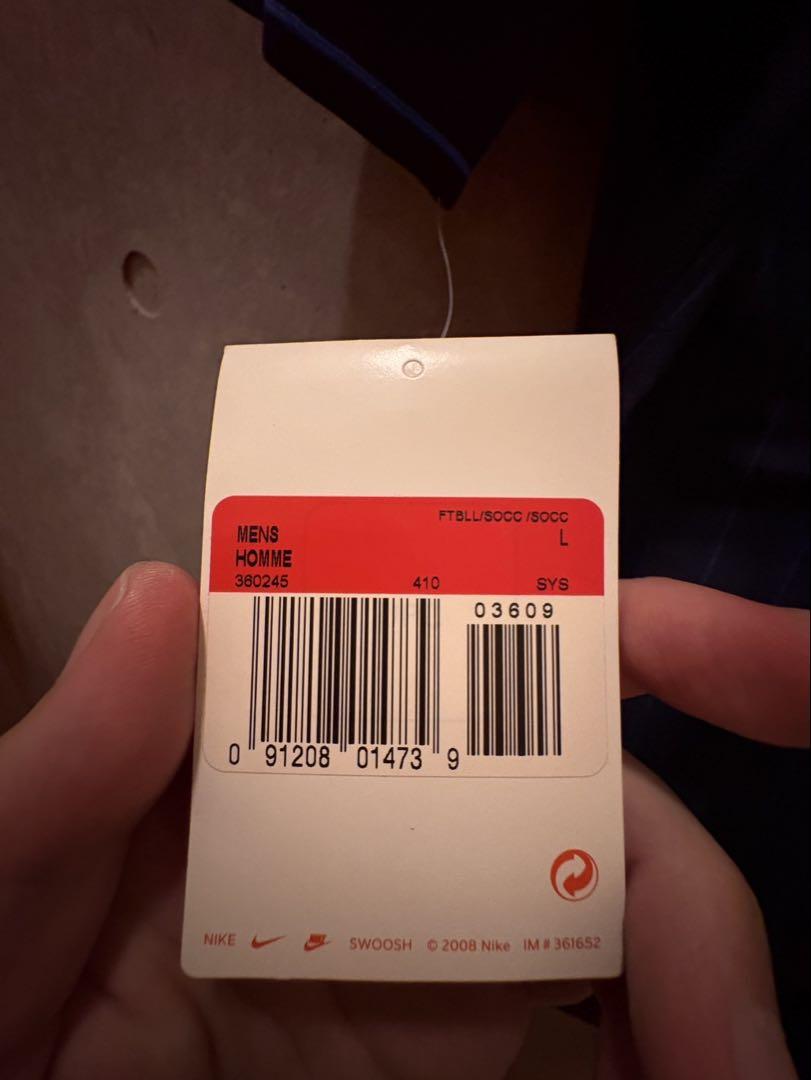 FTBLL/SOCC /SOCC
MENS L
HOMME
360245 410 SYS
03609
0 91208 01473 9
NIKE SWOOSH © 2008 Nike IM # 361652